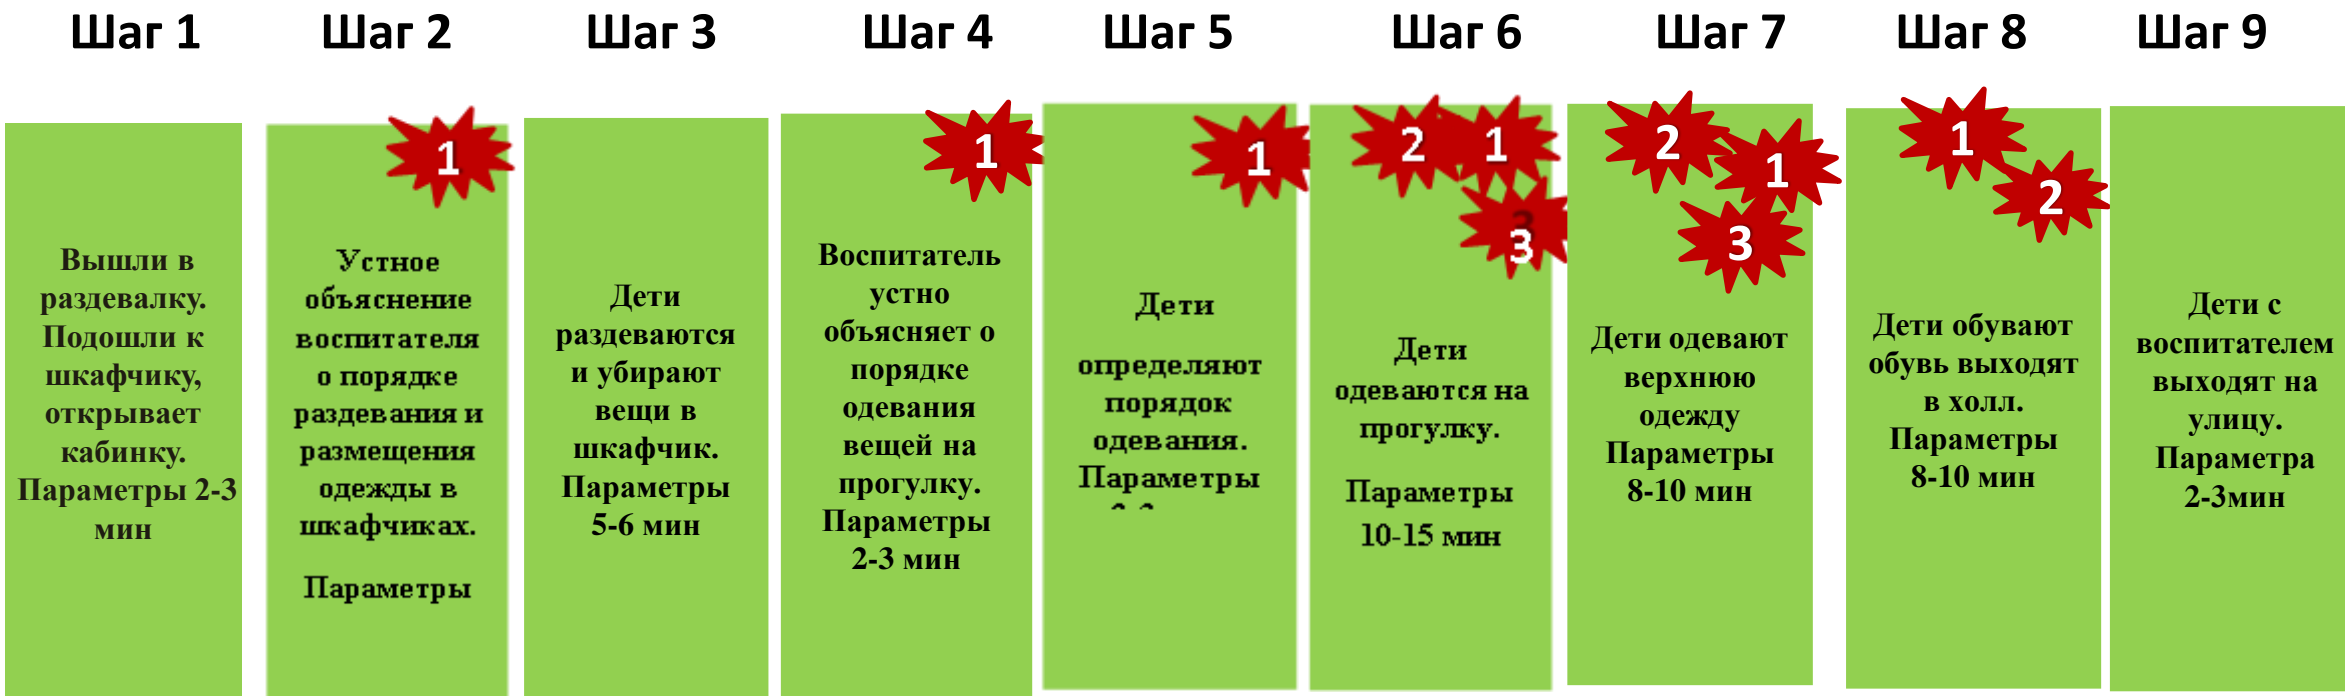 Шаг 1
Шаг 2
Шаг 3
Шаг 4
Шаг 5
Шаг 6
Шаг 7
Шаг 8
Шаг 9
Вышли в
раздевалку.
Подошли к
шкафчику,
открывает
кабинку.
Параметры 2-3
мин
1
Устное
объяснение
воспитателя
о порядке
раздевания и
размещения
одежды в
шкафчиках.
Параметры
Дети
раздеваются
и убирают
вещи в
шкафчик.
Параметры
5-6 мин
1
Воспитатель
устно
объясняет о
порядке
одевания
вещей на
прогулку.
Параметры
2-3 мин
1
Дети
определяют
порядок
одевания.
Параметры
2 1
3
Дети
одеваются на
прогулку.
Параметры
10-15 мин
2
1
3
Дети одевают
верхнюю
одежду
Параметры
8-10 мин
1
2
Дети обувают
обувь выходят
в холл.
Параметры
8-10 мин
Дети с
воспитателем
выходят на
улицу.
Параметра
2-3мин